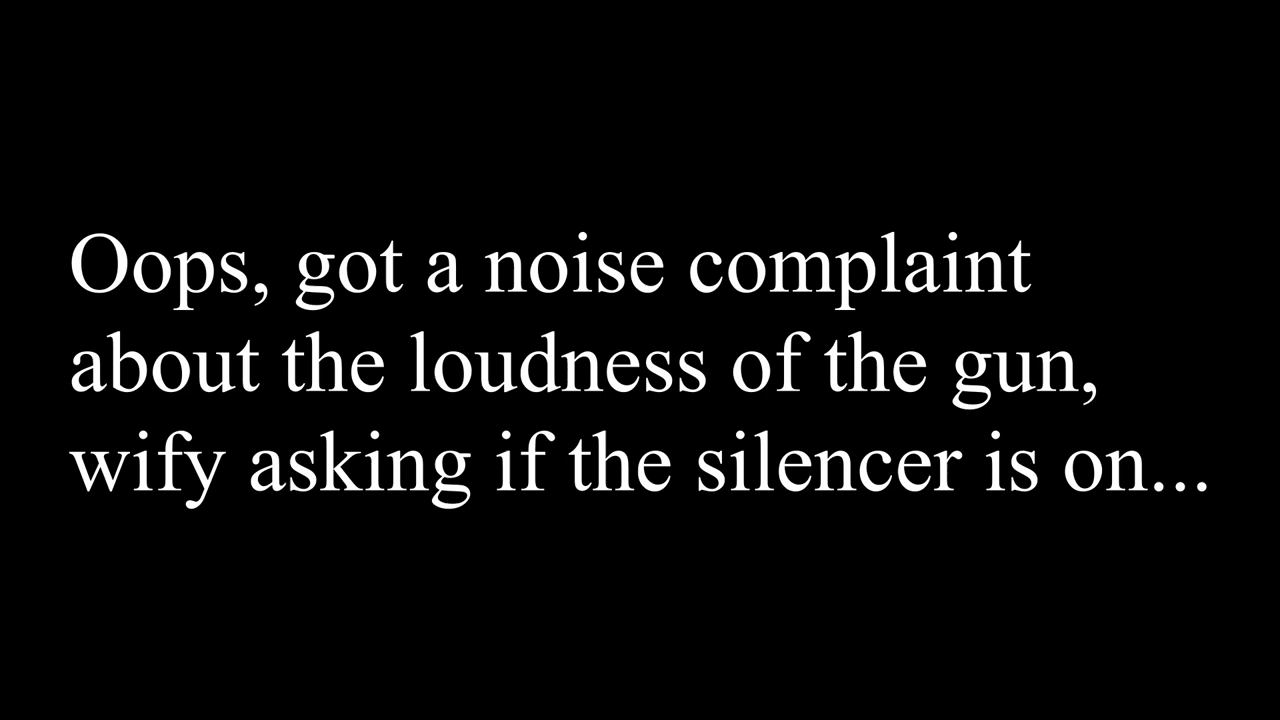 Oops, got a noise complaint
about the loudness of the gun,
wify asking if the silencer is on...